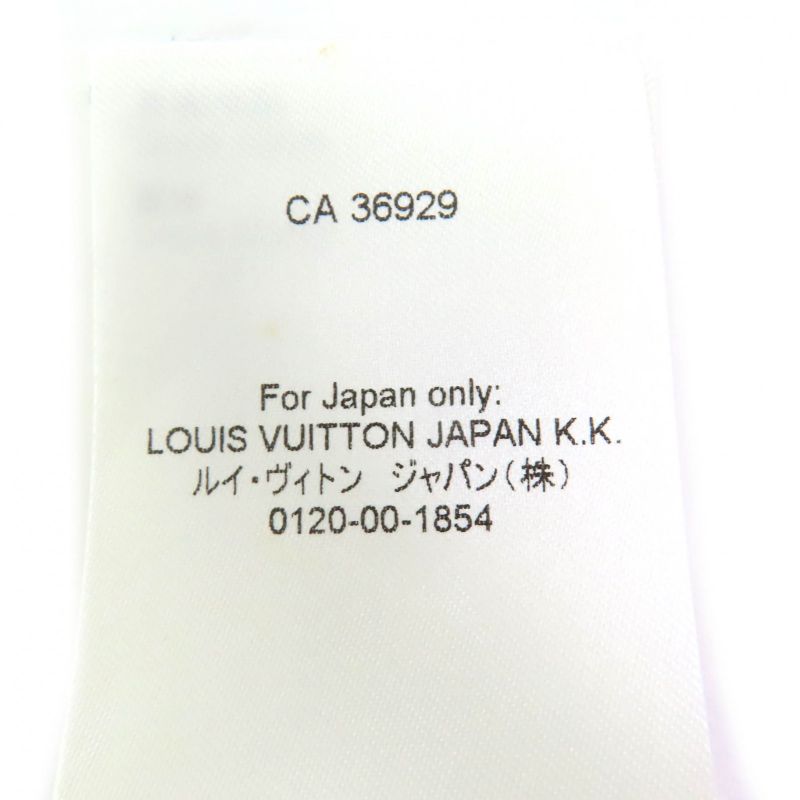 CA 36929
For Japan only:
LOUIS VUITTON JAPAN K.K.
ルイ・ヴィトン ジャパン(株)
0120-00-1854